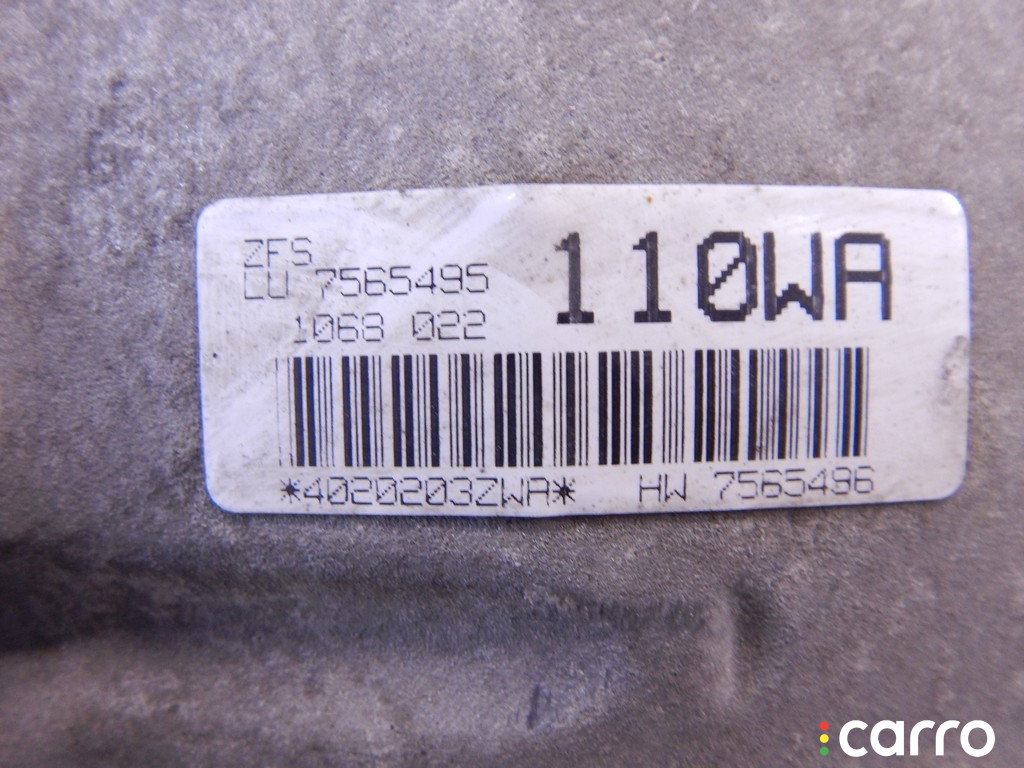 ZFS
LU 7565495
110WA
1068 022
*4020203ZWA* HW 7565496
carro